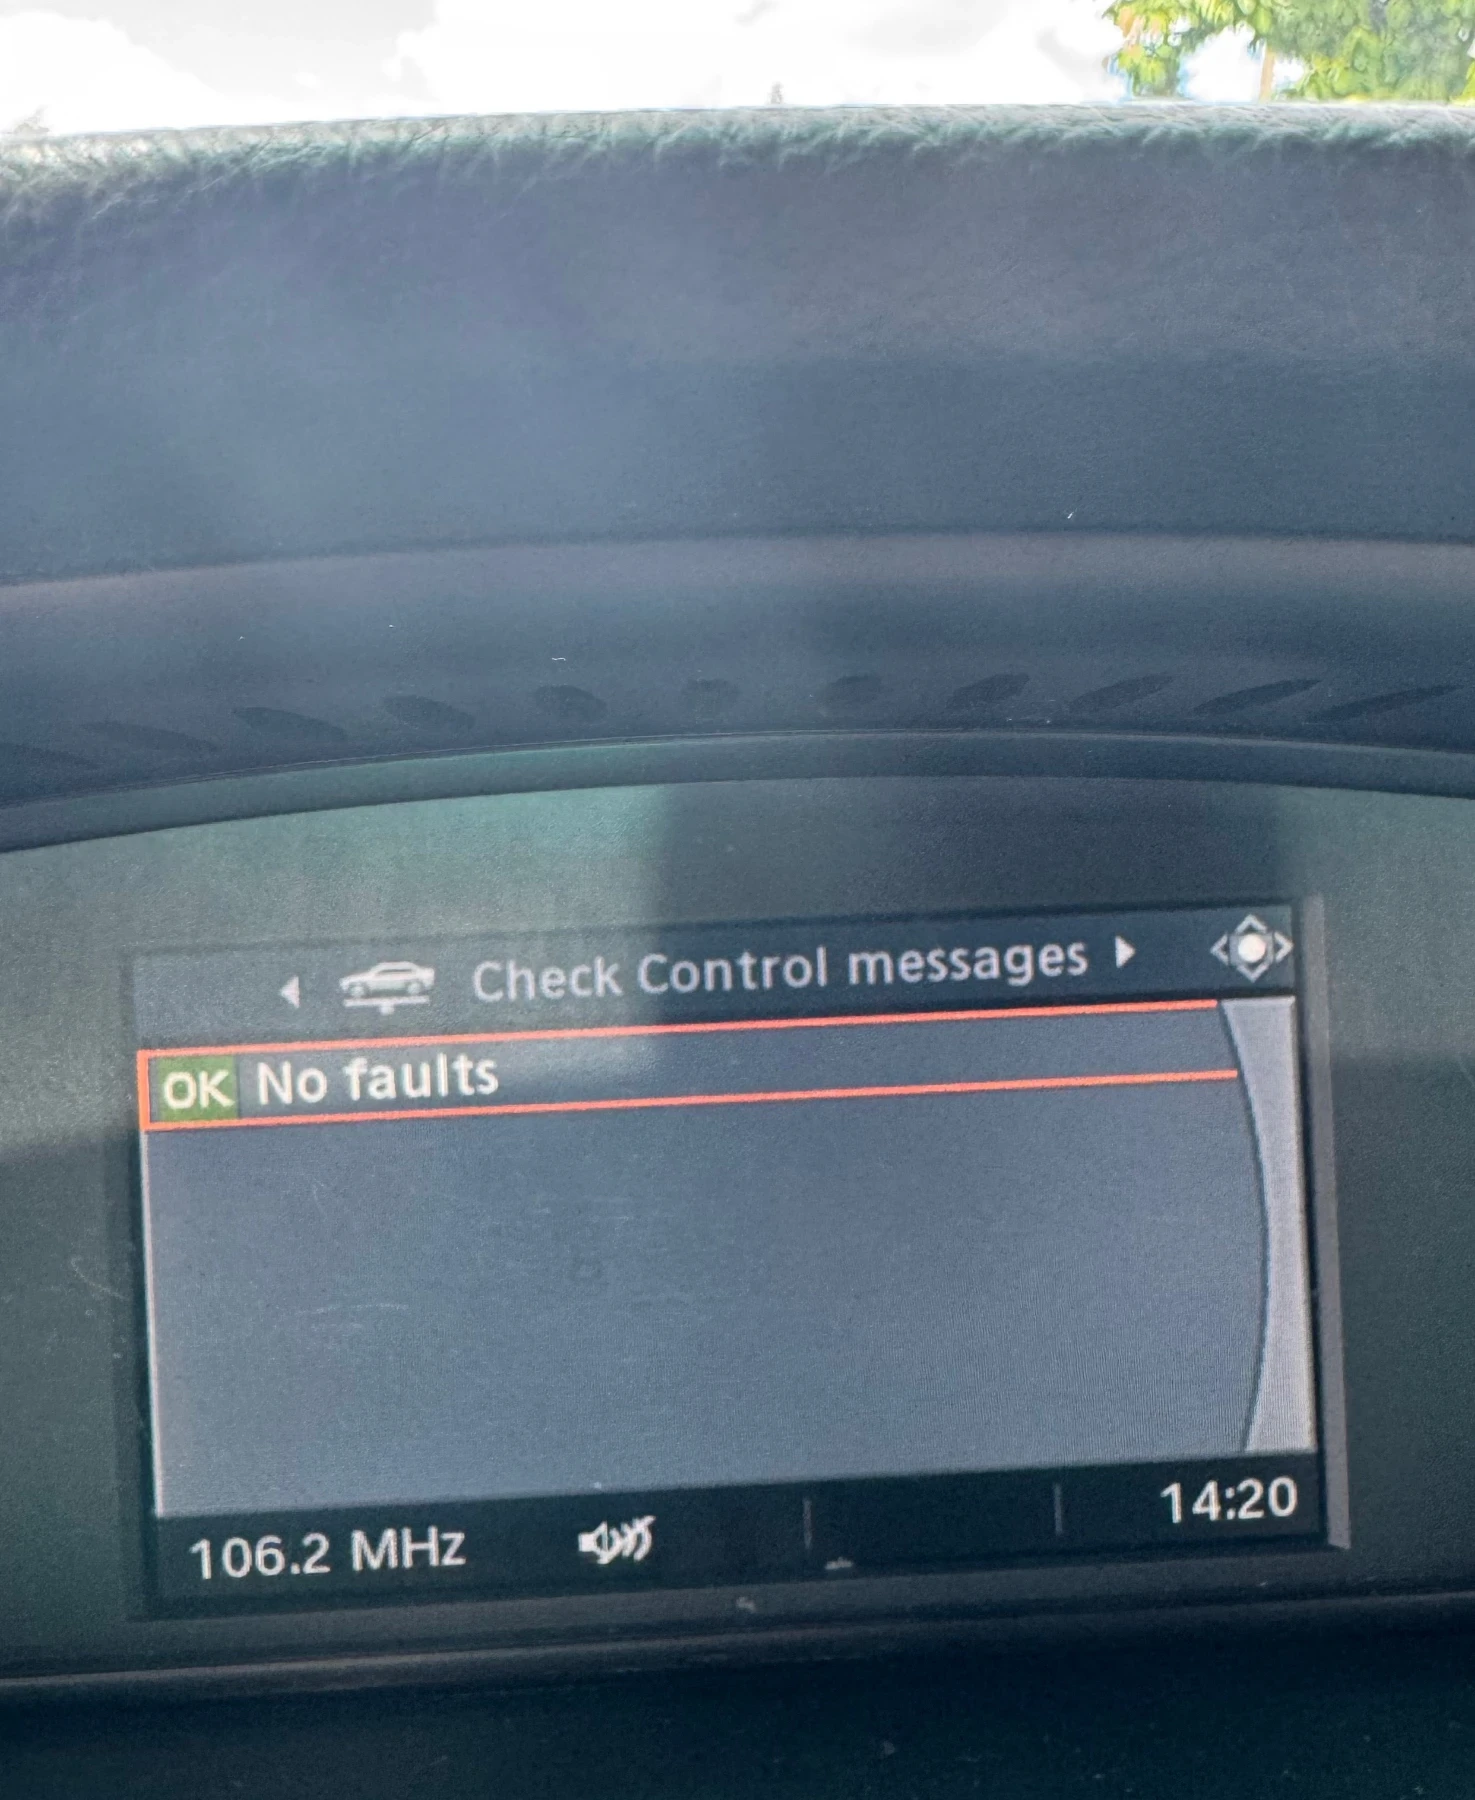 Check Control messages
OK No faults
106.2 MHz 14:20